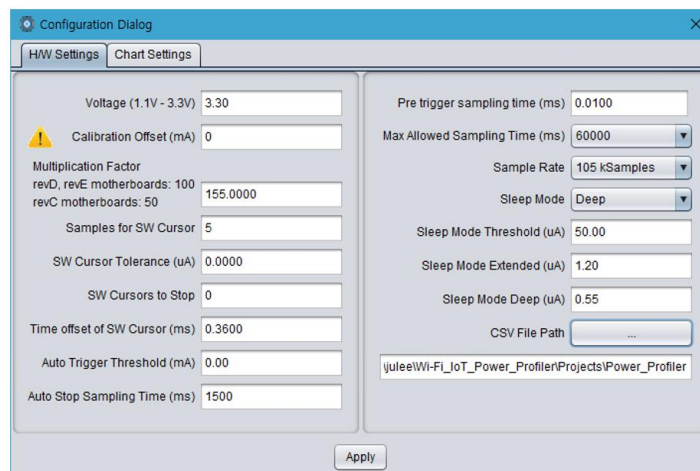 Configuration Dialog
H/W Settings
Chart Settings
Voltage (1.1V - 3.3V) 3.30
Calibration Offset (mA) 0
Multiplication Factor
revD, revE motherboards: 100
revC motherboards: 50
155.0000
Samples for SW Cursor 5
SW Cursor Tolerance (uA) 0.0000
SW Cursors to Stop 0
Time offset of SW Cursor (ms) 0.3600
Auto Trigger Threshold (mA) 0.00
Auto Stop Sampling Time (ms) 1500
Pre trigger sampling time (ms) 0.0100
Max Allowed Sampling Time (ms) 60000
Sample Rate 105 kSamples
Sleep Mode Deep
Sleep Mode Threshold (uA) 50.00
Sleep Mode Extended (uA) 1.20
Sleep Mode Deep (uA) 0.55
CSV File Path ...
\julee\Wi-Fi_IoT_Power_Profiler\Projects\Power_Profiler
Apply